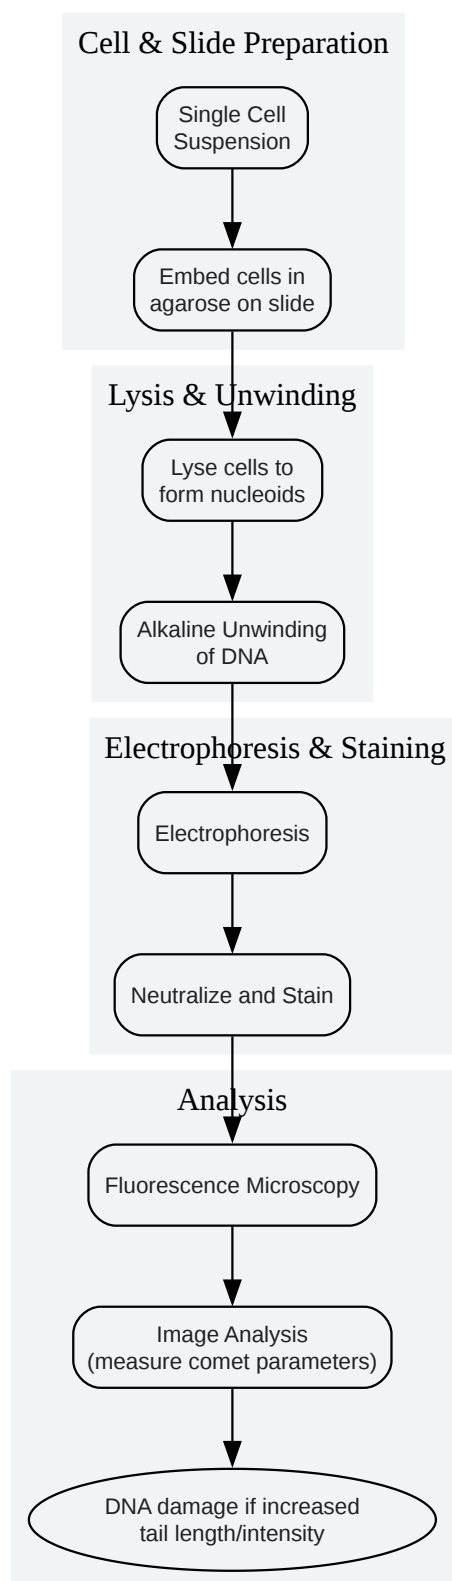 Cell & Slide Preparation
Single Cell
Suspension
Embed cells in
agarose on slide
Lysis & Unwinding
Lyse cells to
form nucleoids
Alkaline Unwinding
of DNA
Electrophoresis & Staining
Electrophoresis
Neutralize and Stain
Analysis
Fluorescence Microscopy
Image Analysis
(measure comet parameters)
DNA damage if increased
tail length/intensity